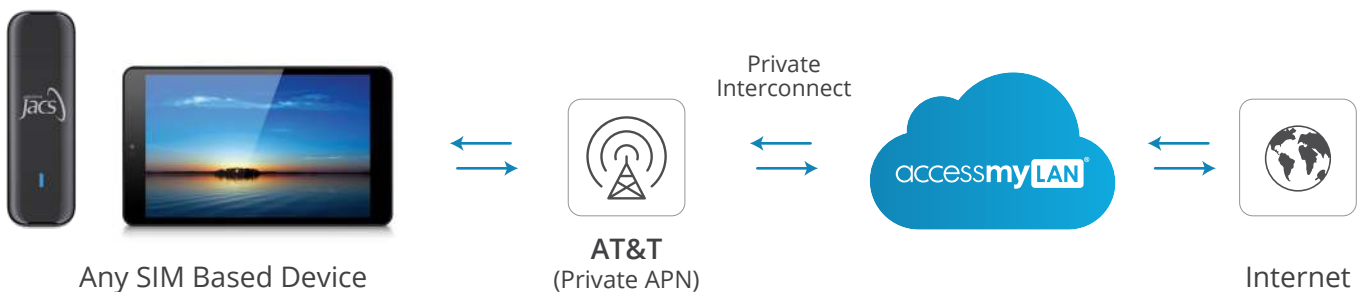 jacs
Any SIM Based Device
AT&T
(Private APN)
Private
Interconnect
accessmyLAN®
Internet